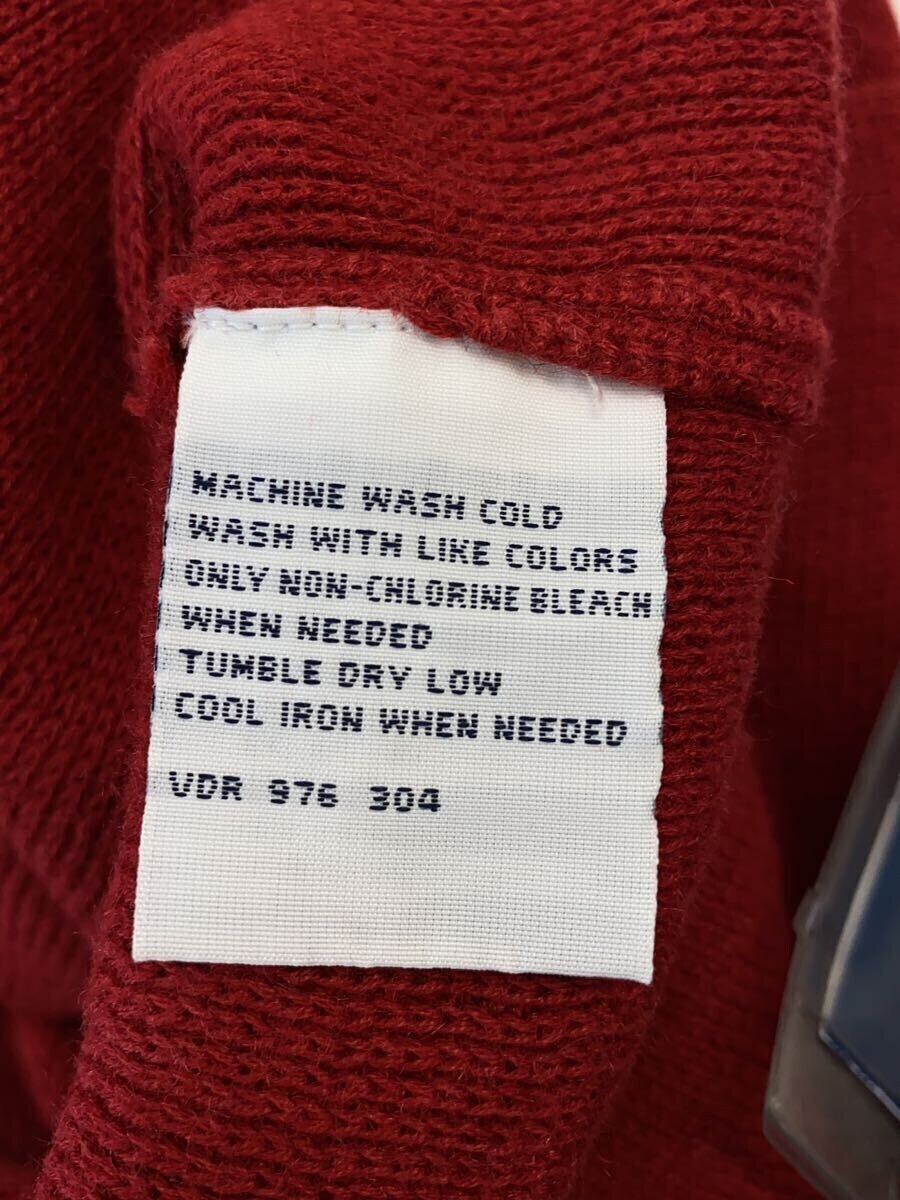 MACHINE WASH COLD
WASH WITH LIKE COLORS
ONLY NON-CHLORINE BLEACH
WHEN NEEDED
TUMBLE DRY LOW
COOL IRON WHEN NEEDED
VDR 976 304